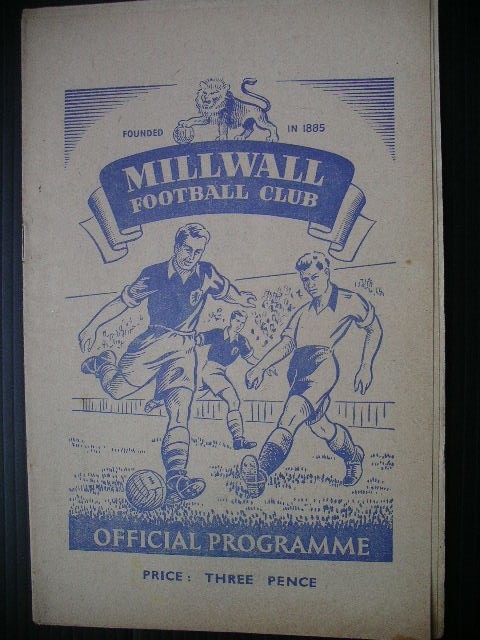 FOUNDED IN 1885
MILLWALL
FOOTBALL CLUB
OFFICIAL PROGRAMME
PRICE: THREE PENCE